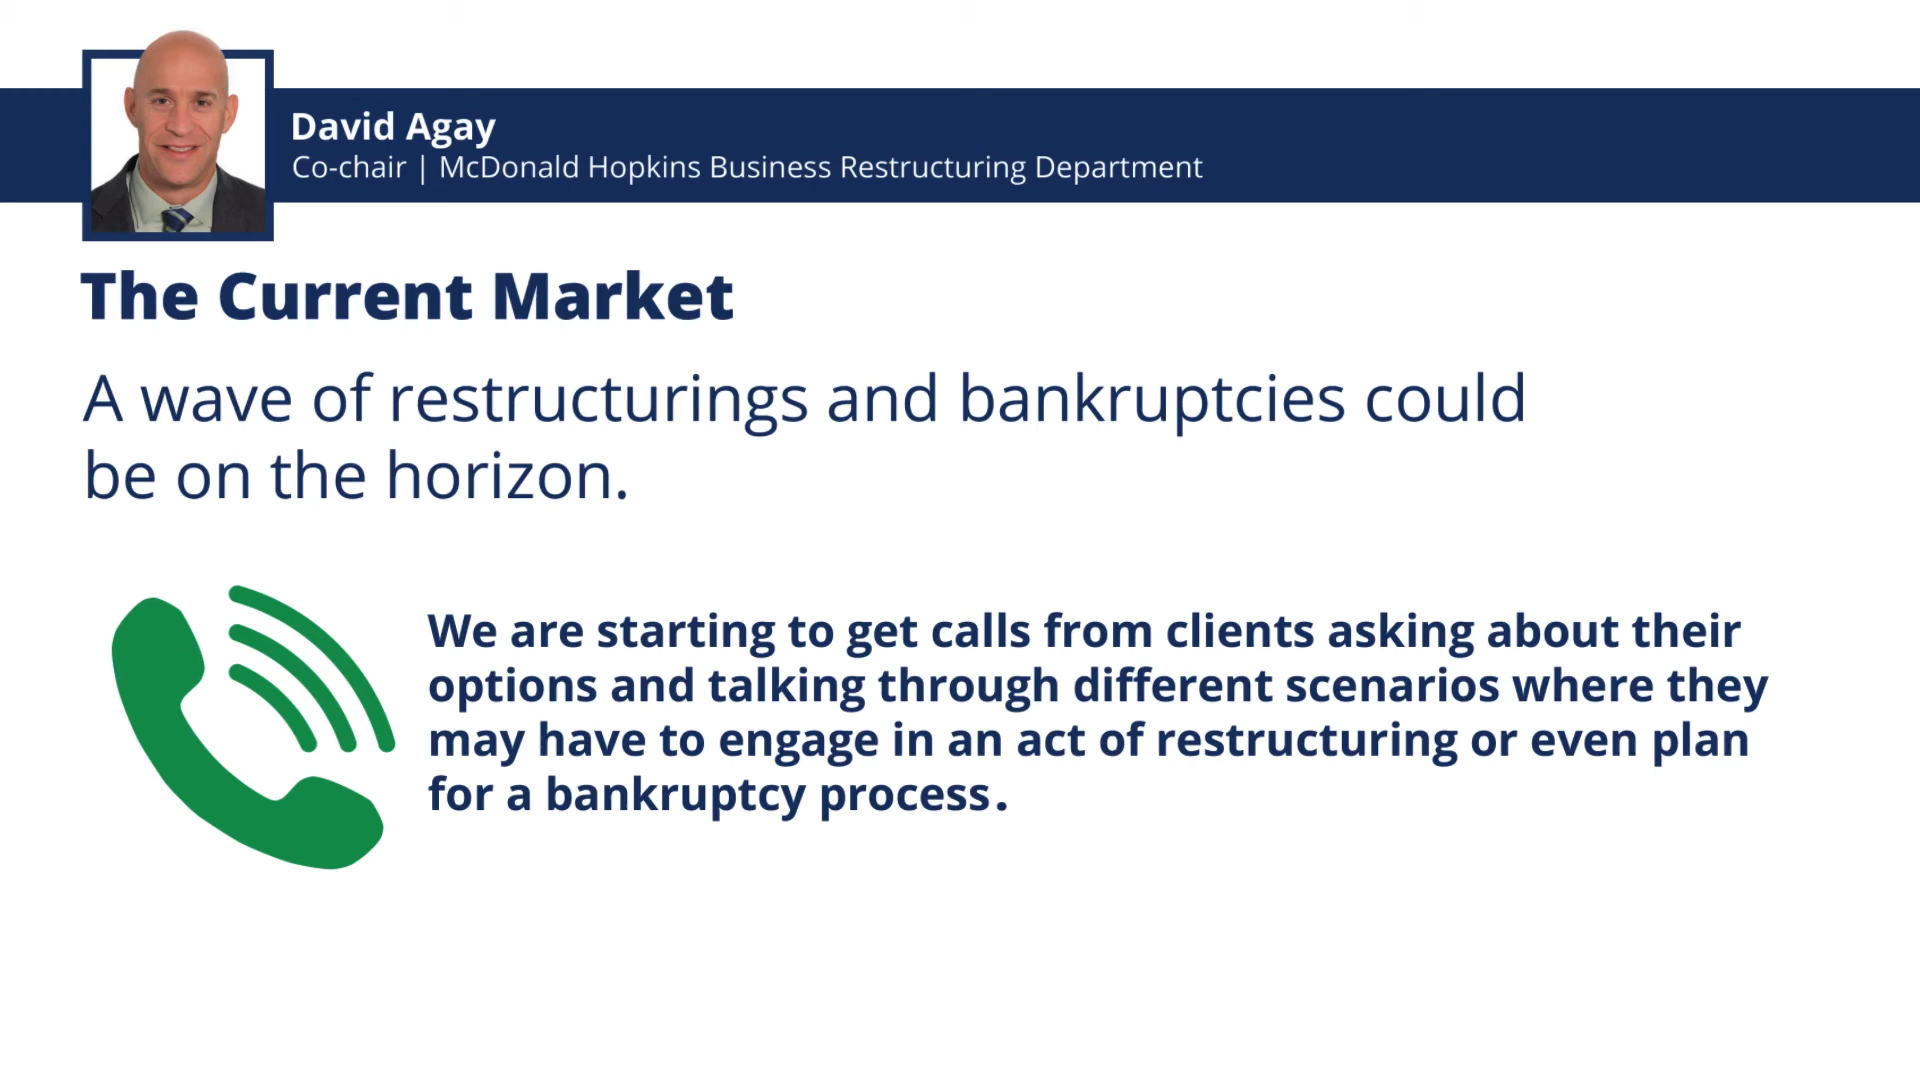 David Agay
Co-chair | McDonald Hopkins Business Restructuring Department
The Current Market
A wave of restructurings and bankruptcies could
be on the horizon.
We are starting to get calls from clients asking about their
options and talking through different scenarios where they
may have to engage in an act of restructuring or even plan
for a bankruptcy process.